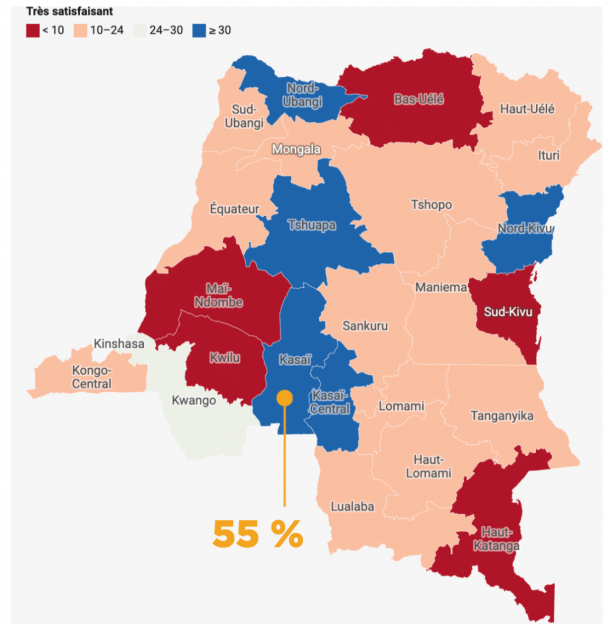 Très satisfaisant
< 10 10–24 24–30 ≥ 30
Nord-
Ubangi
Bas-Uélé
Sud-
Ubangi
Haut-Uélé
Mongala
Ituri
Équateur
Tshopo
Tshuapa
Nord-Kivu
Maï-
Ndombe
Maniema
Sud-Kivu
Sankuru
Kinshasa
Kwilu
Kasaï
Kongo-
Central
Kwango
Kasaï-
Central
Lomami
Tanganyika
Haut-
Lomami
Lualaba
55 %
Haut-
Katanga